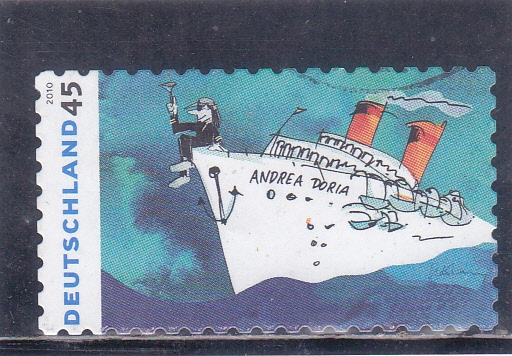 2010
DEUTSCHLAND 45
ANDREA DORIA